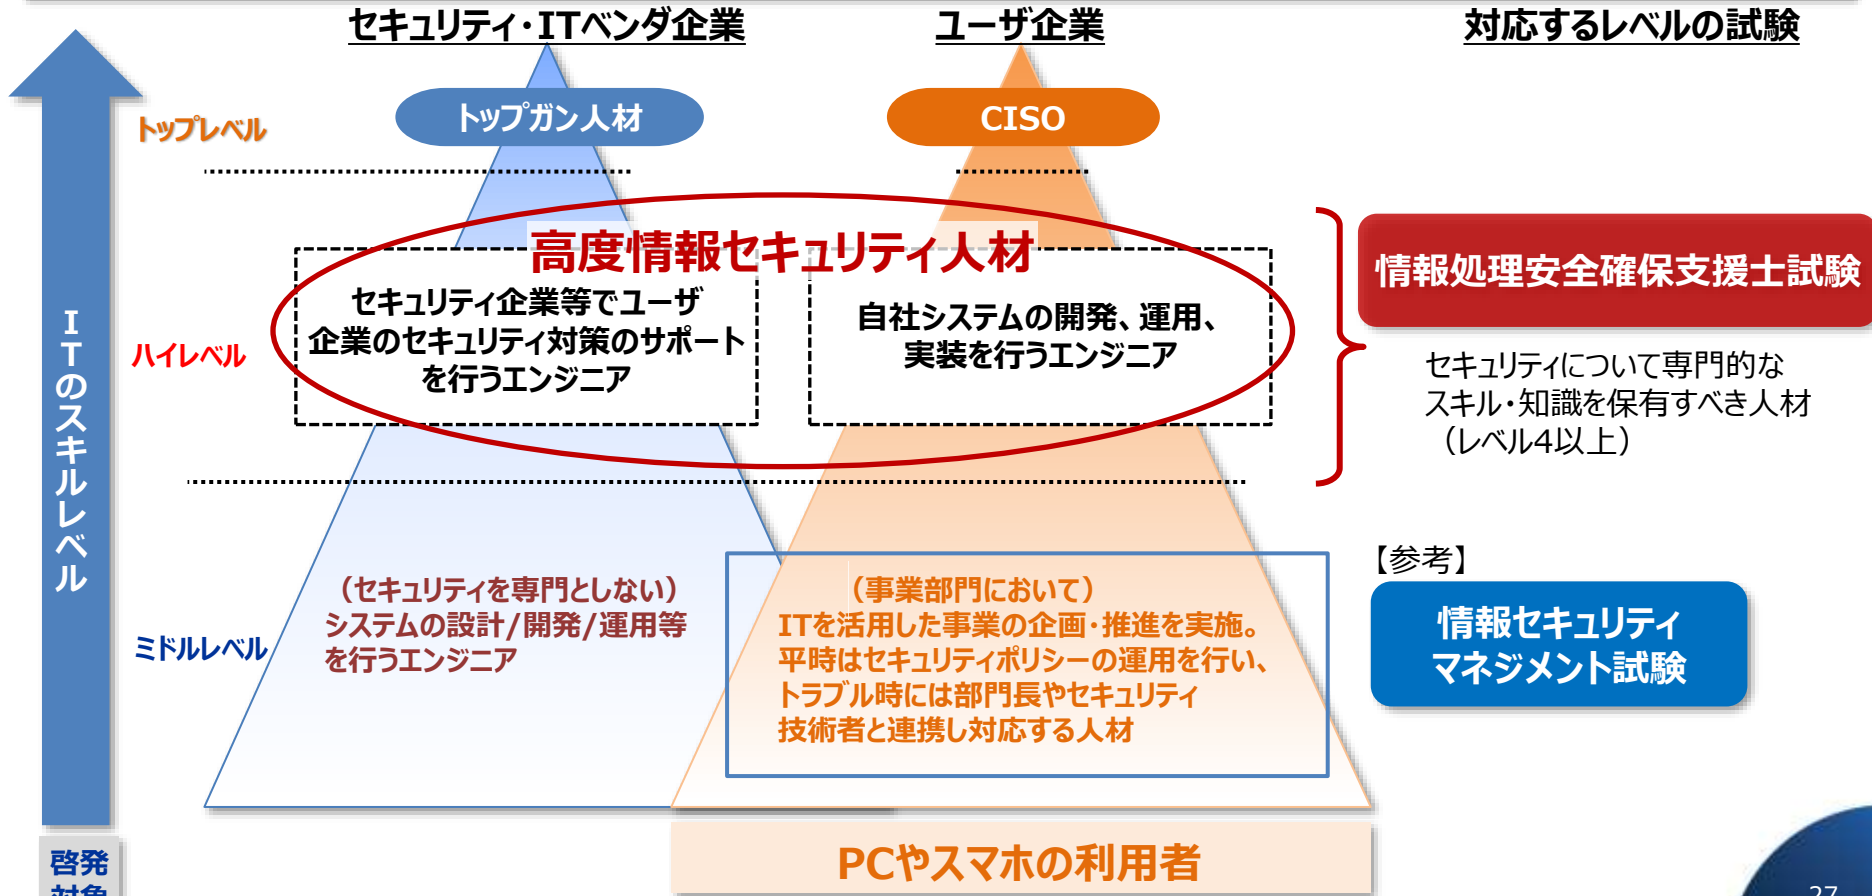 セキュリティ・ITベンダ企業
ユーザ企業
対応するレベルの試験
ITのスキルレベル
トップレベル
トップガン人材
CISO
高度情報セキュリティ人材
ハイレベル
セキュリティ企業等でユーザ
企業のセキュリティ対策のサポート
を行うエンジニア
自社システムの開発、運用、
実装を行うエンジニア
情報処理安全確保支援士試験
セキュリティについて専門的な
スキル・知識を保有すべき人材
（レベル4以上）
ミドルレベル
（セキュリティを専門としない）
システムの設計/開発/運用等
を行うエンジニア
（事業部門において）
ITを活用した事業の企画・推進を実施。
平時はセキュリティポリシーの運用を行い、
トラブル時には部門長やセキュリティ
技術者と連携し対応する人材
【参考】
情報セキュリティ
マネジメント試験
啓発
対象
PCやスマホの利用者
27